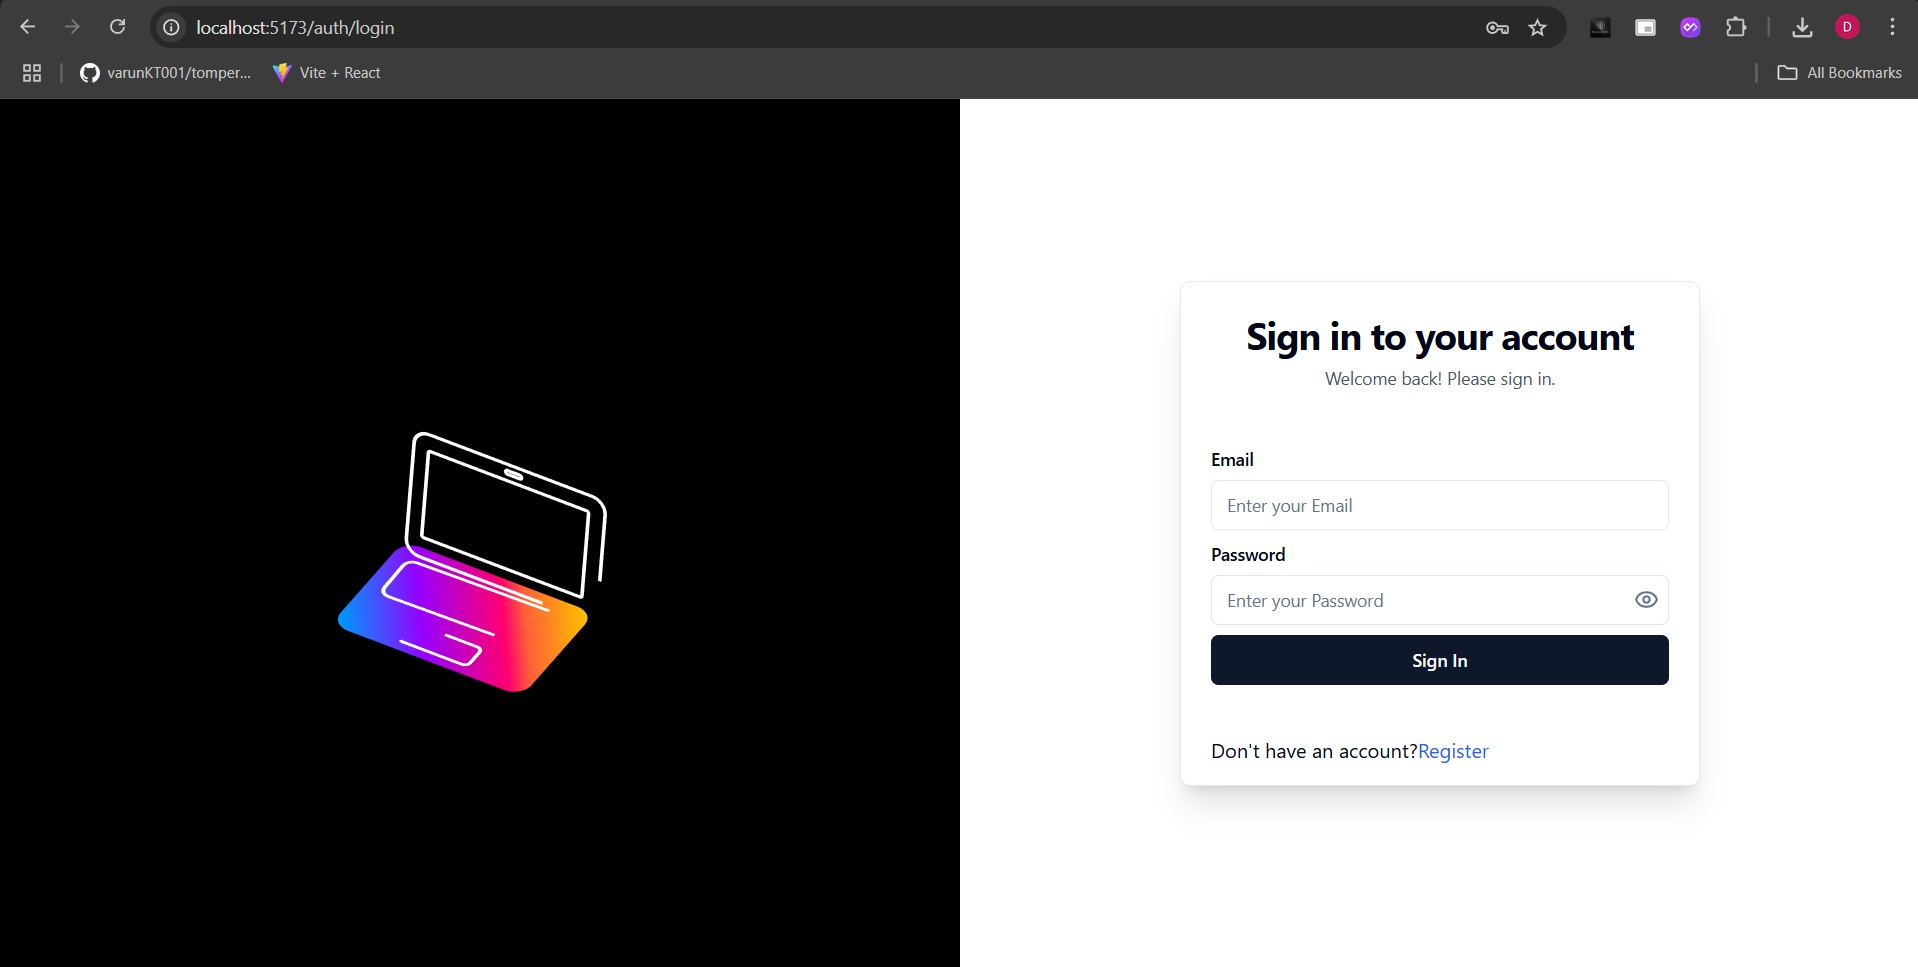 localhost:5173/auth/login
D
varunKT001/tomper...
Vite + React
All Bookmarks
Sign in to your account
Welcome back! Please sign in.
Email
Enter your Email
Password
Enter your Password
Sign In
Don't have an account?Register